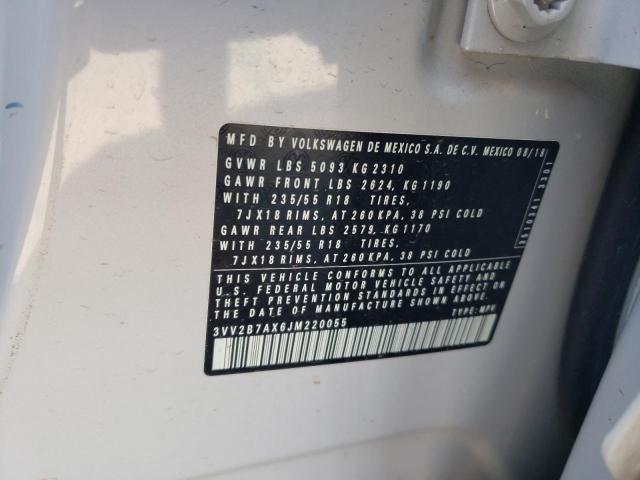 MFD BY VOLKSWAGEN DE MEXICO S.A. DE C.V. MEXICO 08/18
GVWR LBS 5093 KG 2310
GAWR FRONT LBS 2624, KG 1190
WITH 235/55 R18 TIRES,
7JX18 RIMS, AT 260 KPA, 38 PSI COLD
GAWR REAR LBS 2579, KG 1170
WITH 235/55 R18 TIRES,
7JX18 RIMS, AT 260 KPA, 38 PSI COLD
THIS VEHICLE CONFORMS TO ALL APPLICABLE
U.S. FEDERAL MOTOR VEHICLE SAFETY AND
THEFT PREVENTION STANDARDS IN EFFECT ON
THE DATE OF MANUFACTURE SHOWN ABOVE.
3VV2B7AX6JM220055 TYPE: MPV